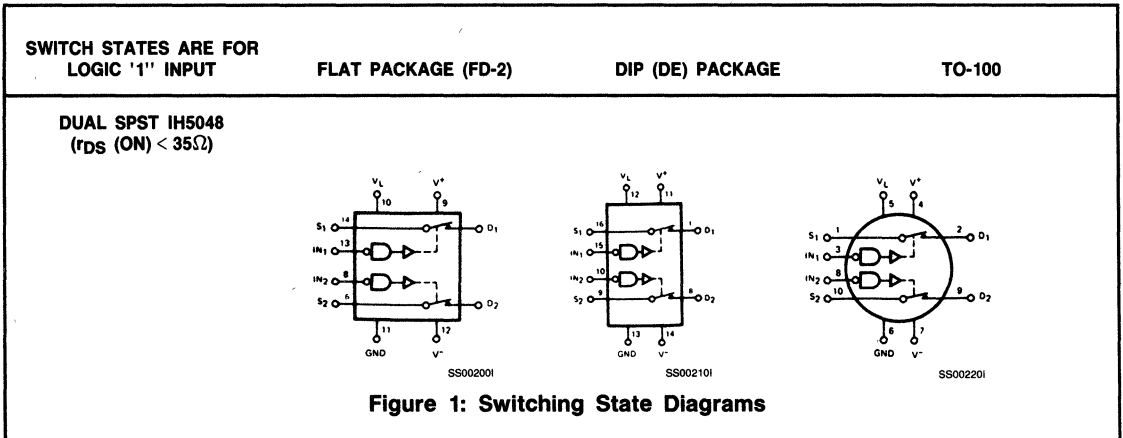 SWITCH STATES ARE FOR
LOGIC '1" INPUT
FLAT PACKAGE (FD-2)
DIP (DE) PACKAGE
TO-100
DUAL SPST IH5048
(rDS (ON) < 35Ω)
VL V+
10 9
S1 14 D1
IN1 13
IN2 8
S2 6 D2
11 12
GND V-
SS00200I
VL V+
12 11
S1 16 1 D1
IN1 15
IN2 10
S2 9 8 D2
13 14
GND V-
SS00210I
VL V+
5 4
S1 1 2 D1
IN1 3
IN2 8
S2 10 9 D2
6 7
GND V-
SS00220I
Figure 1: Switching State Diagrams